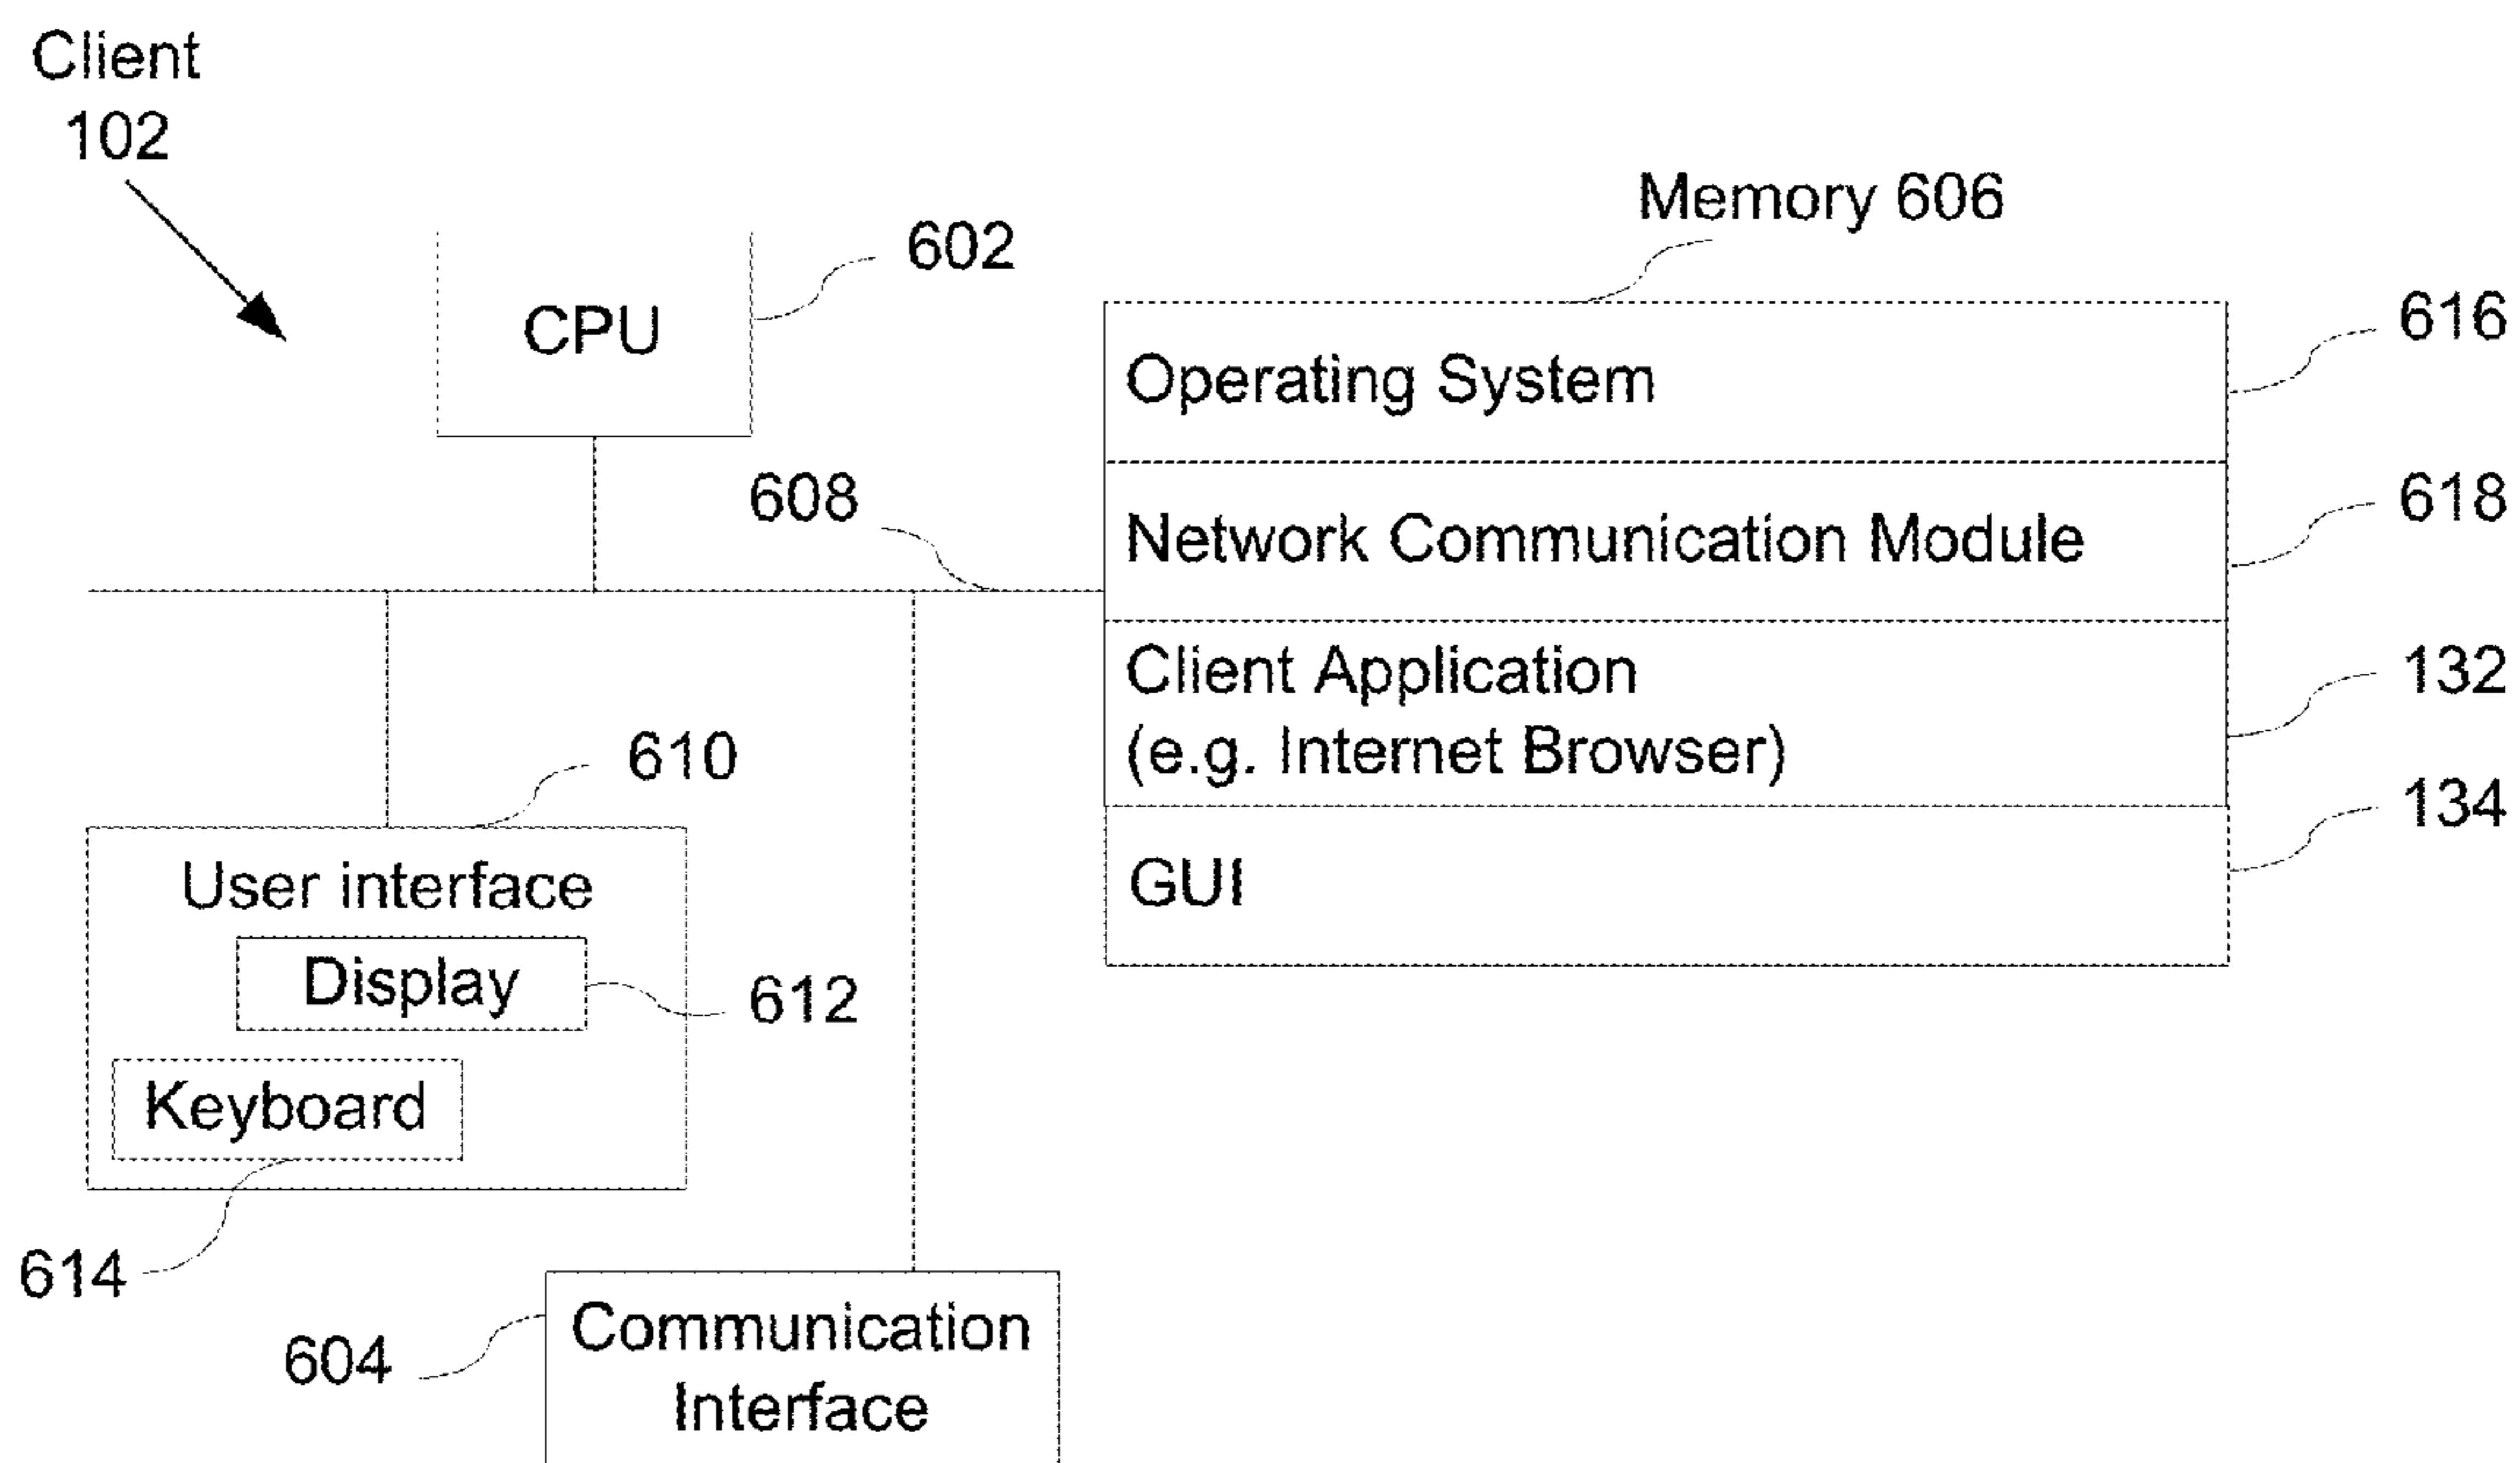 Client
102
Memory 606
602
CPU
616
Operating System
608
618
Network Communication Module
132
Client Application
(e.g. Internet Browser)
610
134
GUI
User interface
Display
612
Keyboard
614
604
Communication
Interface